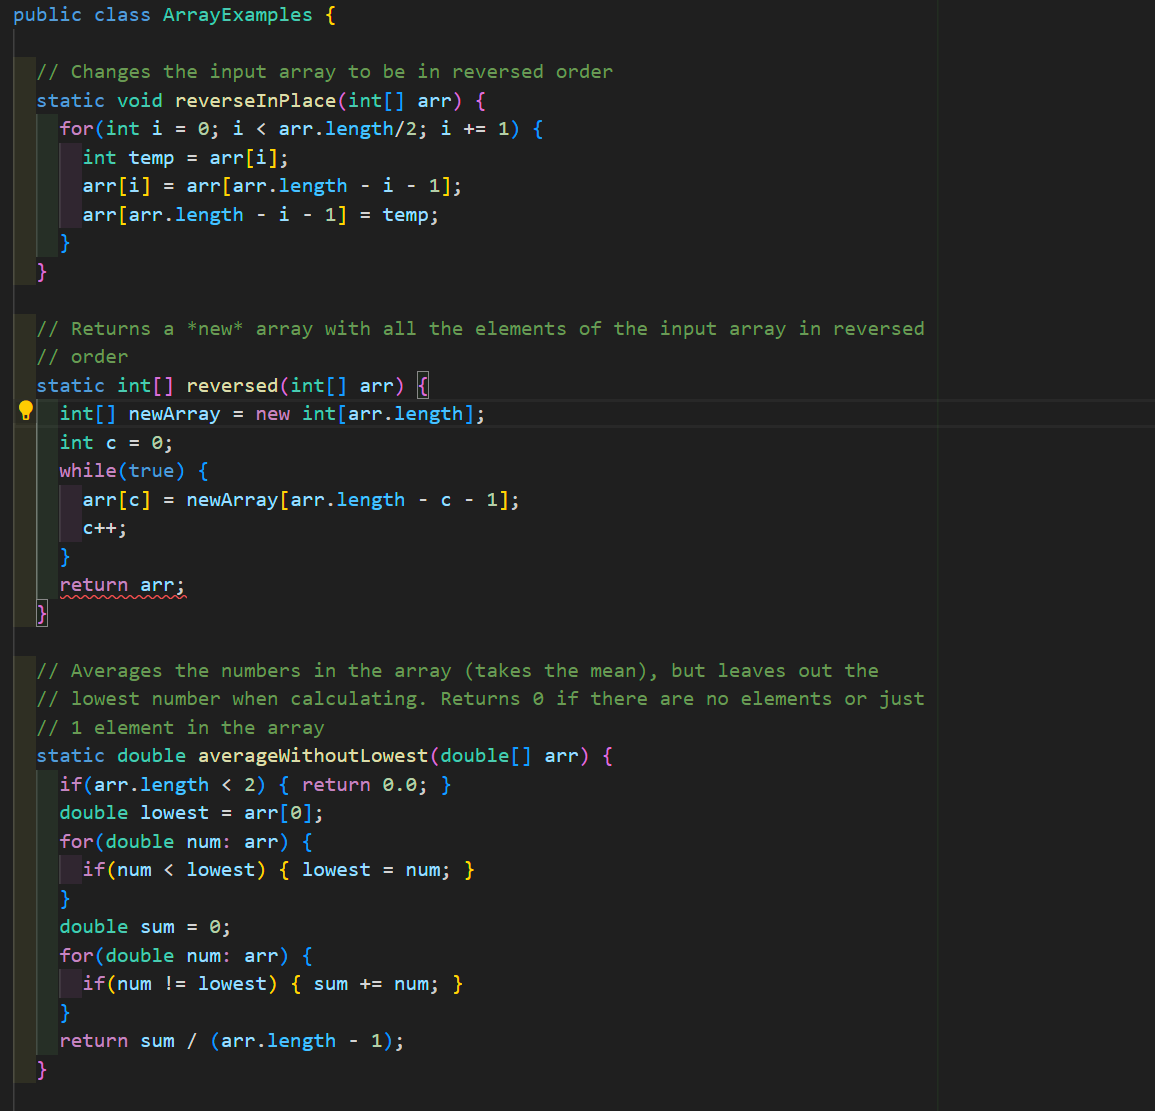 public class ArrayExamples {
// Changes the input array to be in reversed order
static void reverseInPlace(int[] arr) {
for(int i = 0; i < arr.length/2; i += 1) {
int temp = arr[i];
arr[i] = arr[arr.length - i - 1];
arr[arr.length - i - 1] = temp;
}
}
// Returns a *new* array with all the elements of the input array in reversed
// order
static int[] reversed(int[] arr) {
int[] newArray = new int[arr.length];
int c = 0;
while(true) {
arr[c] = newArray[arr.length - c - 1];
c++;
}
return arr;
}
// Averages the numbers in the array (takes the mean), but leaves out the
// lowest number when calculating. Returns 0 if there are no elements or just
// 1 element in the array
static double averageWithoutLowest(double[] arr) {
if(arr.length < 2) { return 0.0; }
double lowest = arr[0];
for(double num: arr) {
if(num < lowest) { lowest = num; }
}
double sum = 0;
for(double num: arr) {
if(num != lowest) { sum += num; }
}
return sum / (arr.length - 1);
}